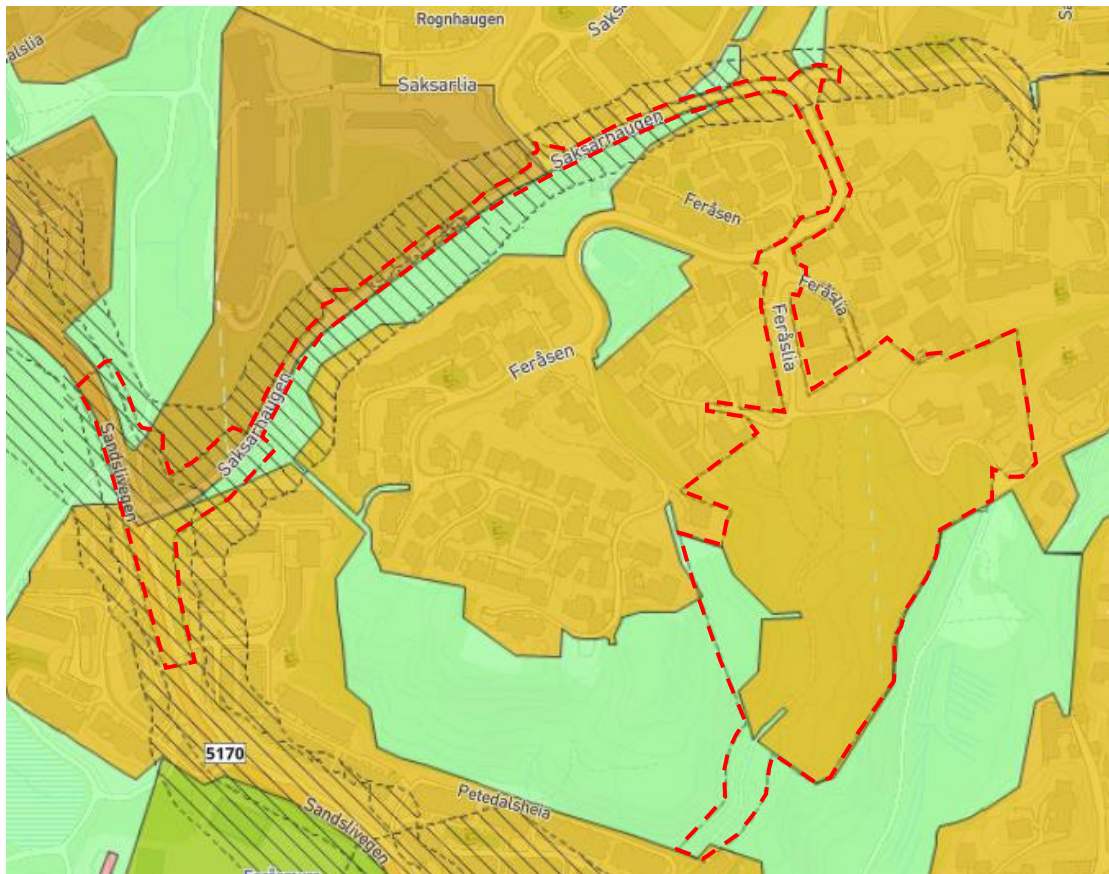 Rognhaugen
Saksarlia
Saksarhaugen
Feråsen
Feråslia
Feråslia
Feråsen
Saksarhaugen
Sandslivegen
5170
Petedalsheia
Sandslivegen